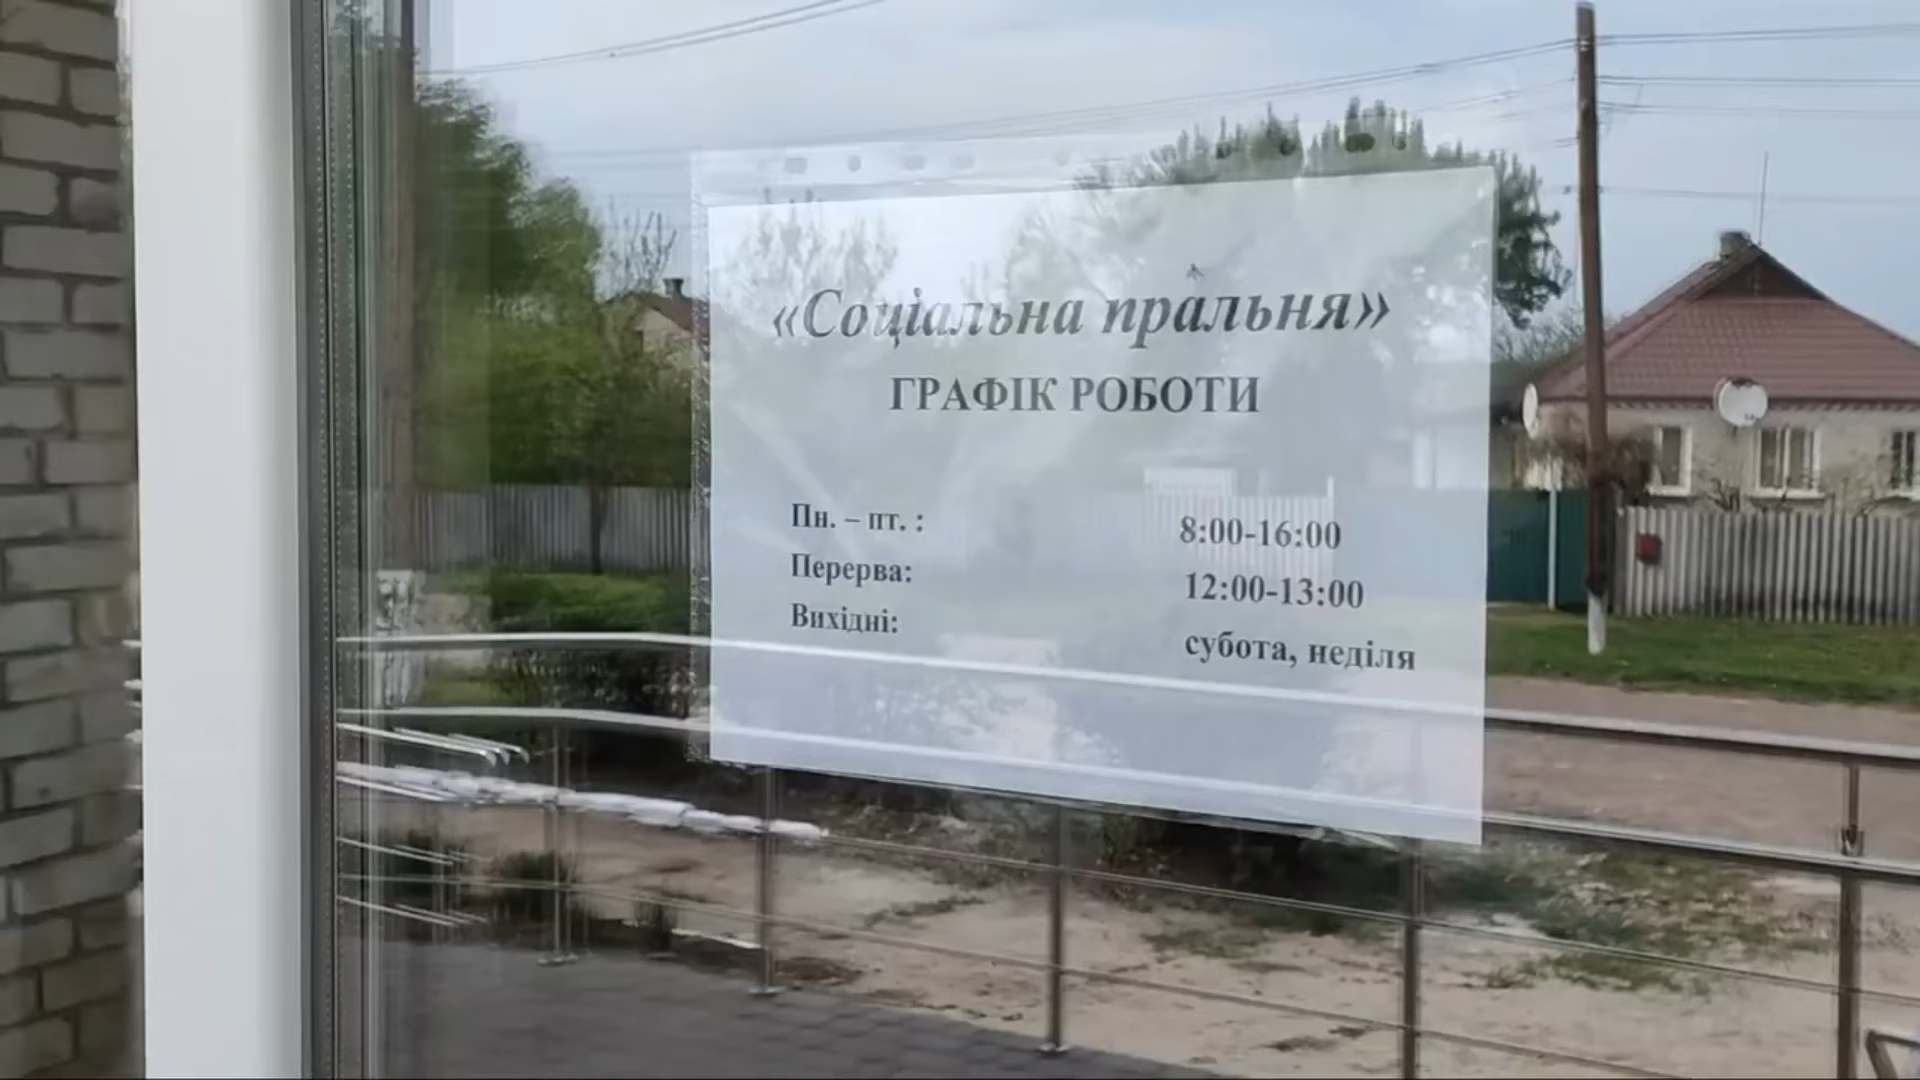 «Соціальна пральня»
ГРАФІК РОБОТИ
Пн. – пт. : 8:00-16:00
Перерва: 12:00-13:00
Вихідні: субота, неділя